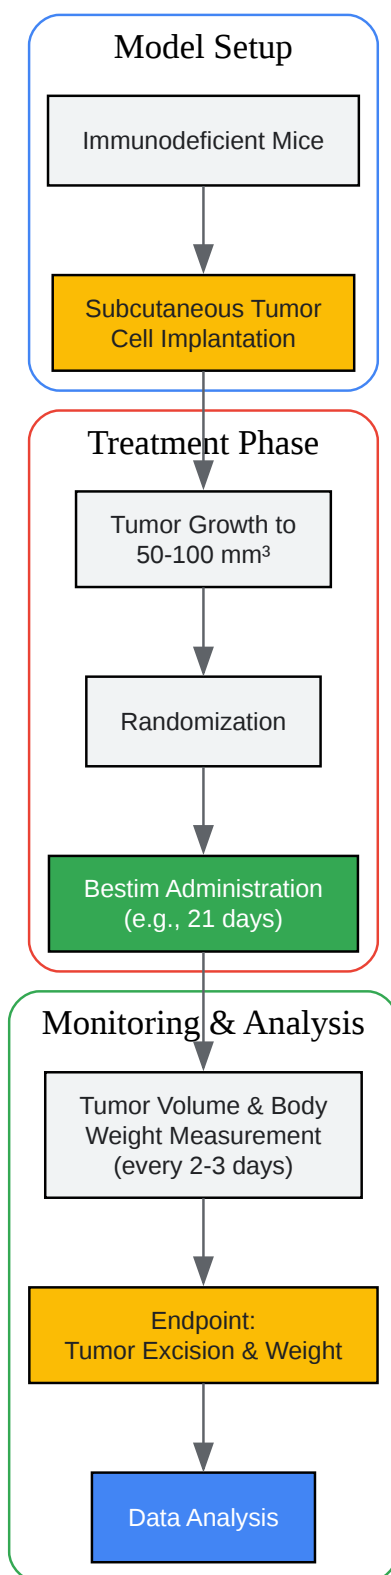 Model Setup
Immunodeficient Mice
Subcutaneous Tumor
Cell Implantation
Treatment Phase
Tumor Growth to
50-100 mm³
Randomization
Bestim Administration
(e.g., 21 days)
Monitoring & Analysis
Tumor Volume & Body
Weight Measurement
(every 2-3 days)
Endpoint:
Tumor Excision & Weight
Data Analysis